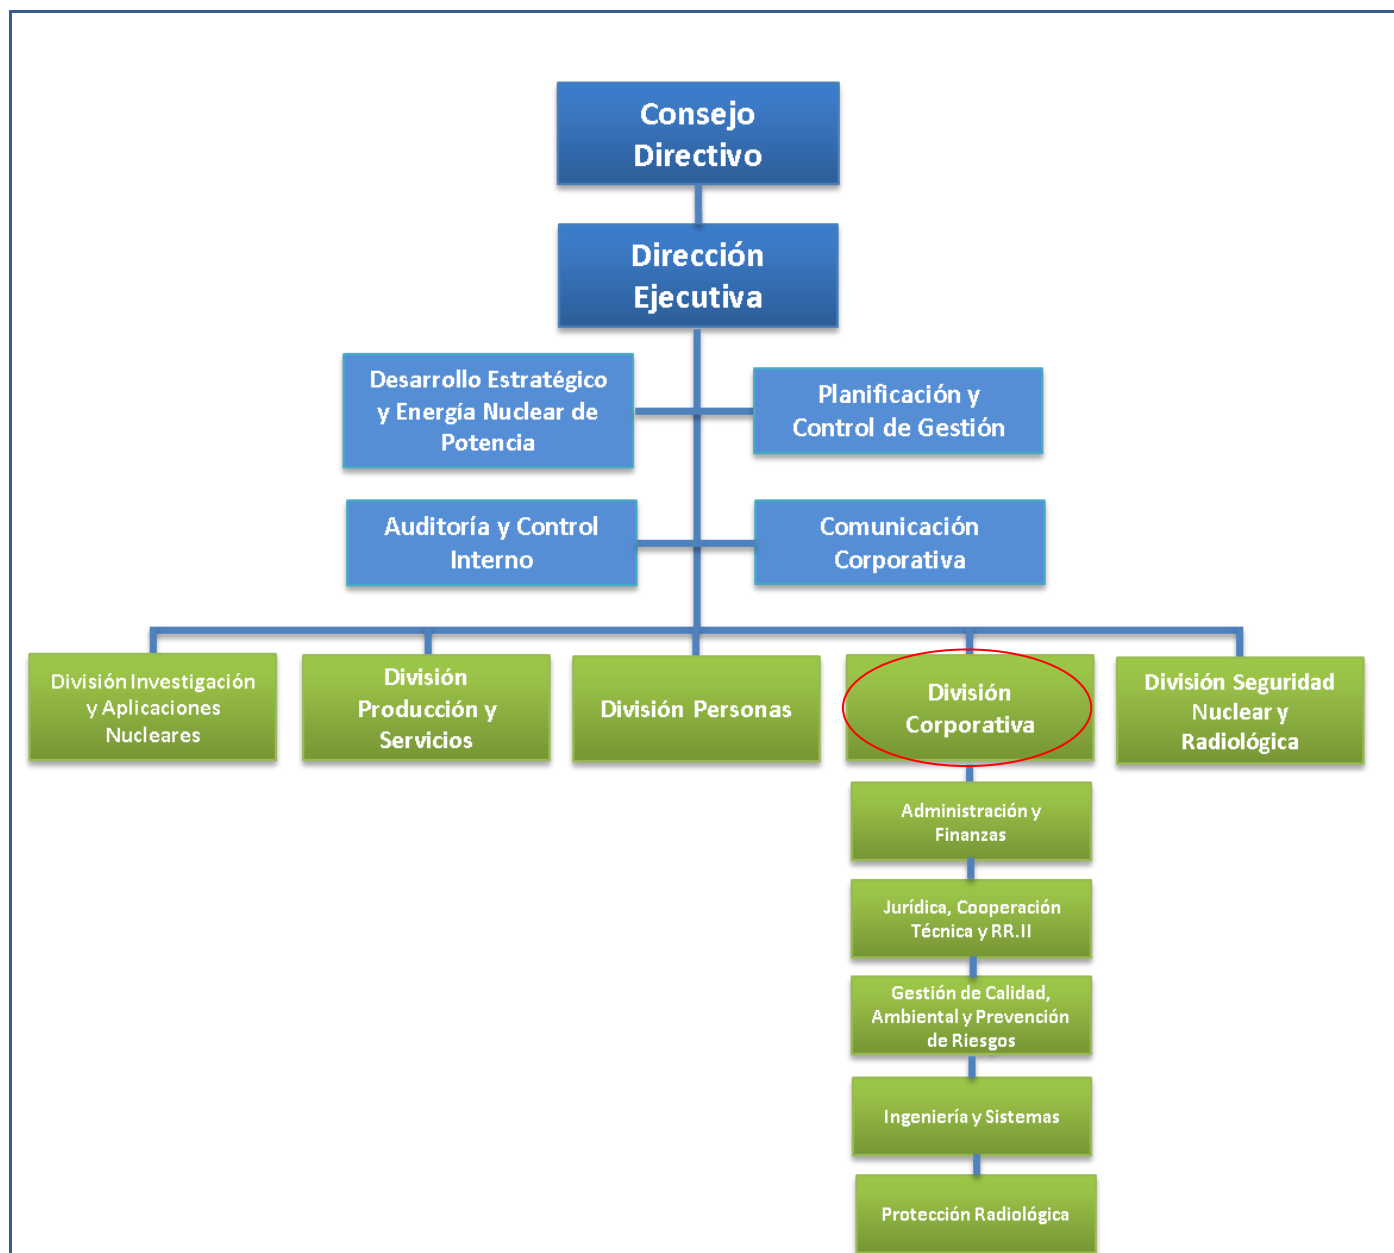 Consejo
Directivo
Dirección
Ejecutiva
Desarrollo Estratégico
y Energía Nuclear de
Potencia
Planificación y
Control de Gestión
Auditoría y Control
Interno
Comunicación
Corporativa
División Investigación
y Aplicaciones
Nucleares
División
Producción y
Servicios
División Personas
División
Corporativa
División Seguridad
Nuclear y
Radiológica
Administración y
Finanzas
Jurídica, Cooperación
Técnica y RR.II
Gestión de Calidad,
Ambiental y Prevención
de Riesgos
Ingeniería y Sistemas
Protección Radiológica